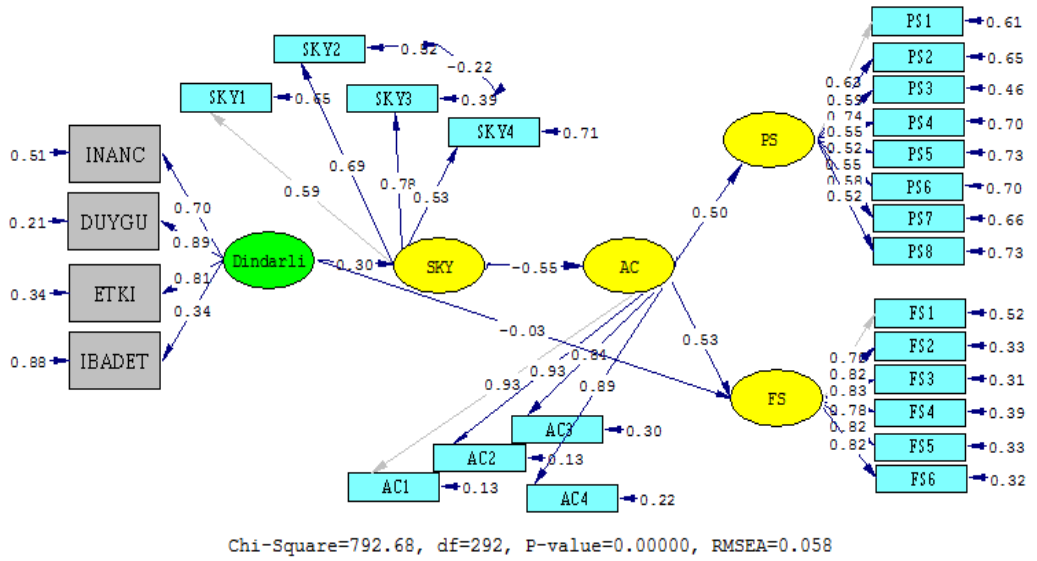 SKY2
0.52
-0.22
SKY1
0.65
SKY3
0.39
SKY4
0.71
0.51
INANC
0.21
DUYGU
0.34
ETKI
0.88
IBADET
0.70
0.89
0.81
0.34
Dindarli
0.59
0.69
0.78
0.53
0.30
SKY
-0.55
AC
0.50
PS
-0.03
0.53
FS
0.93
0.93
0.84
0.89
AC3
0.30
AC2
0.13
AC1
0.13
AC4
0.22
0.63
0.59
0.74
0.55
0.52
0.55
0.58
0.52
PS1
0.61
PS2
0.65
PS3
0.46
PS4
0.70
PS5
0.73
PS6
0.70
PS7
0.66
PS8
0.73
0.82
0.83
0.78
0.82
0.82
FS1
0.52
FS2
0.33
FS3
0.31
FS4
0.39
FS5
0.33
FS6
0.32
Chi-Square=792.68, df=292, P-value=0.00000, RMSEA=0.058